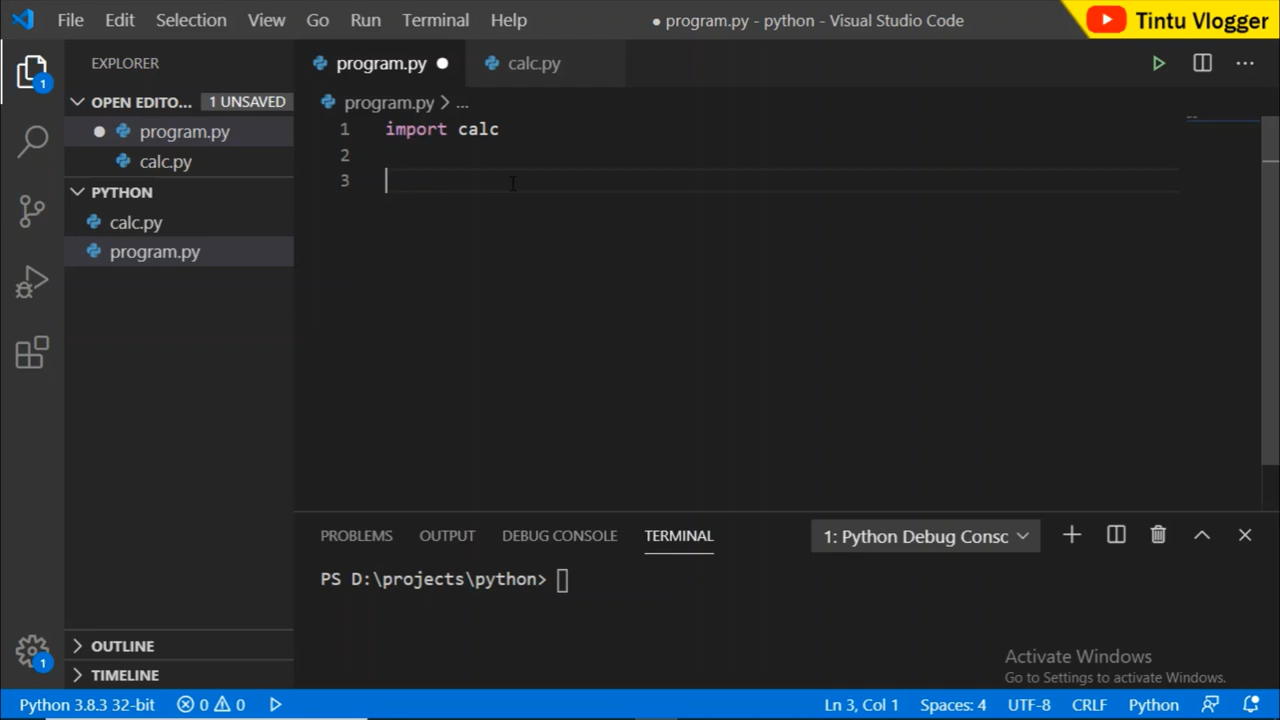 File Edit Selection View Go Run Terminal Help
● program.py - python - Visual Studio Code
Tintu Vlogger
EXPLORER
OPEN EDITO... 1 UNSAVED
program.py
calc.py
PYTHON
calc.py
program.py
OUTLINE
TIMELINE
program.py calc.py
program.py > ...
1 import calc
2
3
PROBLEMS OUTPUT DEBUG CONSOLE TERMINAL 1: Python Debug Consc
PS D:\projects\python>
Activate Windows
Go to Settings to activate Windows.
1
1
Python 3.8.3 32-bit 0 0 Ln 3, Col 1 Spaces: 4 UTF-8 CRLF Python